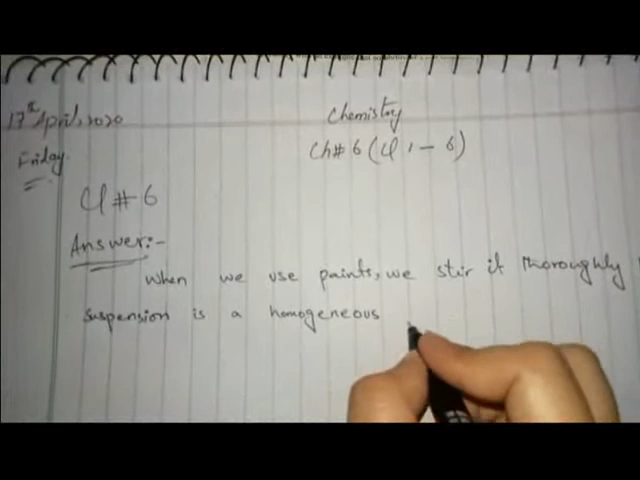 17th April, 2020
Chemistry
Friday
Ch# 6 (Q 1 - 6)
Q # 6
Answer:-
When we use paints, we stir it thoroughly
suspension is a homogeneous